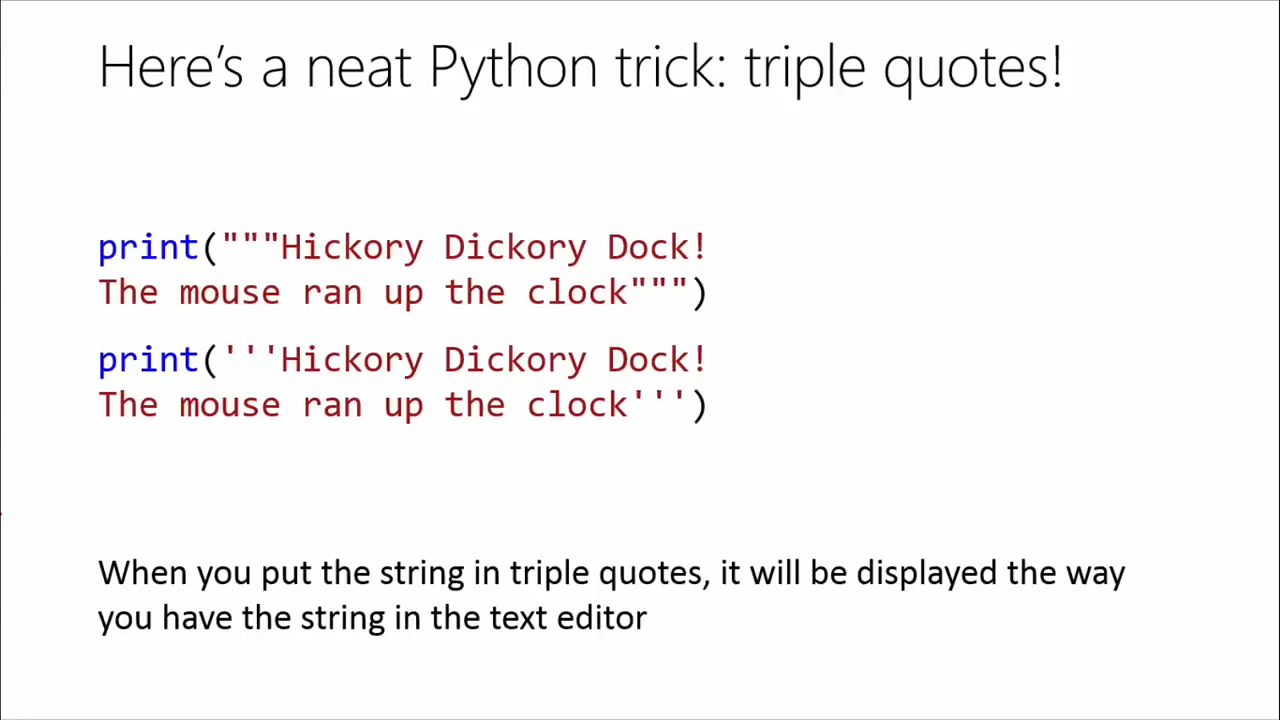 Here’s a neat Python trick: triple quotes!
print("""Hickory Dickory Dock!
The mouse ran up the clock""")
print('''Hickory Dickory Dock!
The mouse ran up the clock''')
When you put the string in triple quotes, it will be displayed the way
you have the string in the text editor